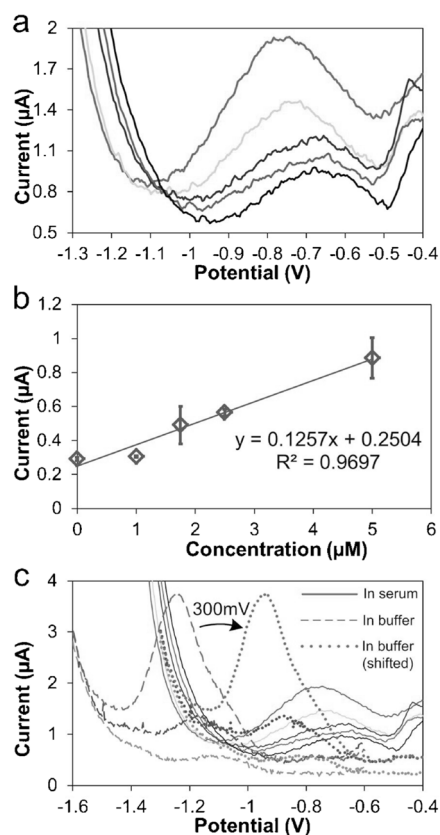 a
Current (µA)
2
1.7
1.4
1.1
0.8
0.5
-1.3 -1.2 -1.1 -1 -0.9 -0.8 -0.7 -0.6 -0.5 -0.4
Potential (V)
b
Current (µA)
1.2
1
0.8
0.6
0.4
0.2
0
y = 0.1257x + 0.2504
R² = 0.9697
0 1 2 3 4 5 6
Concentration (µM)
c
Current (µA)
4
3
2
1
0
300mV
In serum
In buffer
In buffer
(shifted)
-1.6 -1.4 -1.2 -1 -0.8 -0.6 -0.4
Potential (V)